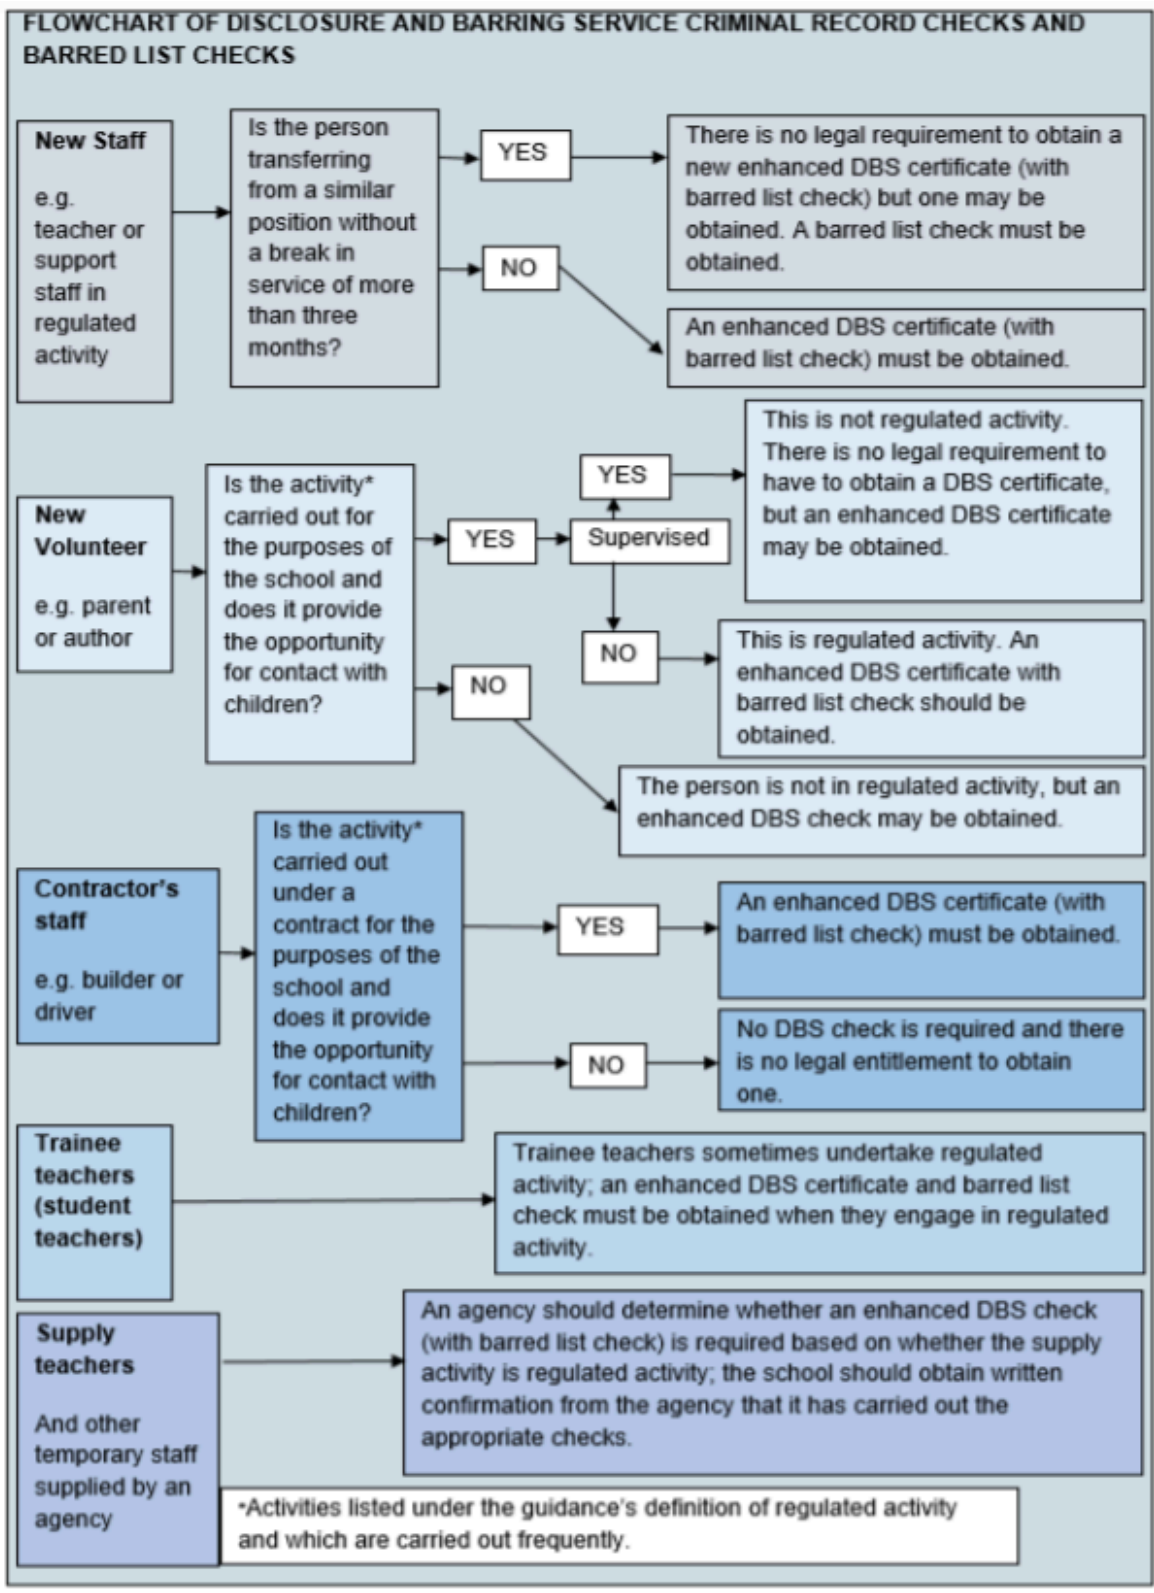 FLOWCHART OF DISCLOSURE AND BARRING SERVICE CRIMINAL RECORD CHECKS AND
BARRED LIST CHECKS
New Staff
e.g.
teacher or
support
staff in
regulated
activity
Is the person
transferring
from a similar
position without
a break in
service of more
than three
months?
YES
There is no legal requirement to obtain a
new enhanced DBS certificate (with
barred list check) but one may be
obtained. A barred list check must be
obtained.
NO
An enhanced DBS certificate (with
barred list check) must be obtained.
New
Volunteer
e.g. parent
or author
Is the activity*
carried out for
the purposes of
the school and
does it provide
the opportunity
for contact with
children?
YES
Supervised
YES
This is not regulated activity.
There is no legal requirement to
have to obtain a DBS certificate,
but an enhanced DBS certificate
may be obtained.
NO
This is regulated activity. An
enhanced DBS certificate with
barred list check should be
obtained.
NO
The person is not in regulated activity, but an
enhanced DBS check may be obtained.
Contractor's
staff
e.g. builder or
driver
Is the activity*
carried out
under a
contract for the
purposes of the
school and
does it provide
the opportunity
for contact with
children?
YES
An enhanced DBS certificate (with
barred list check) must be obtained.
NO
No DBS check is required and there
is no legal entitlement to obtain
one.
Trainee
teachers
(student
teachers)
Trainee teachers sometimes undertake regulated
activity; an enhanced DBS certificate and barred list
check must be obtained when they engage in regulated
activity.
Supply
teachers
And other
temporary staff
supplied by an
agency
An agency should determine whether an enhanced DBS check
(with barred list check) is required based on whether the supply
activity is regulated activity; the school should obtain written
confirmation from the agency that it has carried out the
appropriate checks.
*Activities listed under the guidance's definition of regulated activity
and which are carried out frequently.